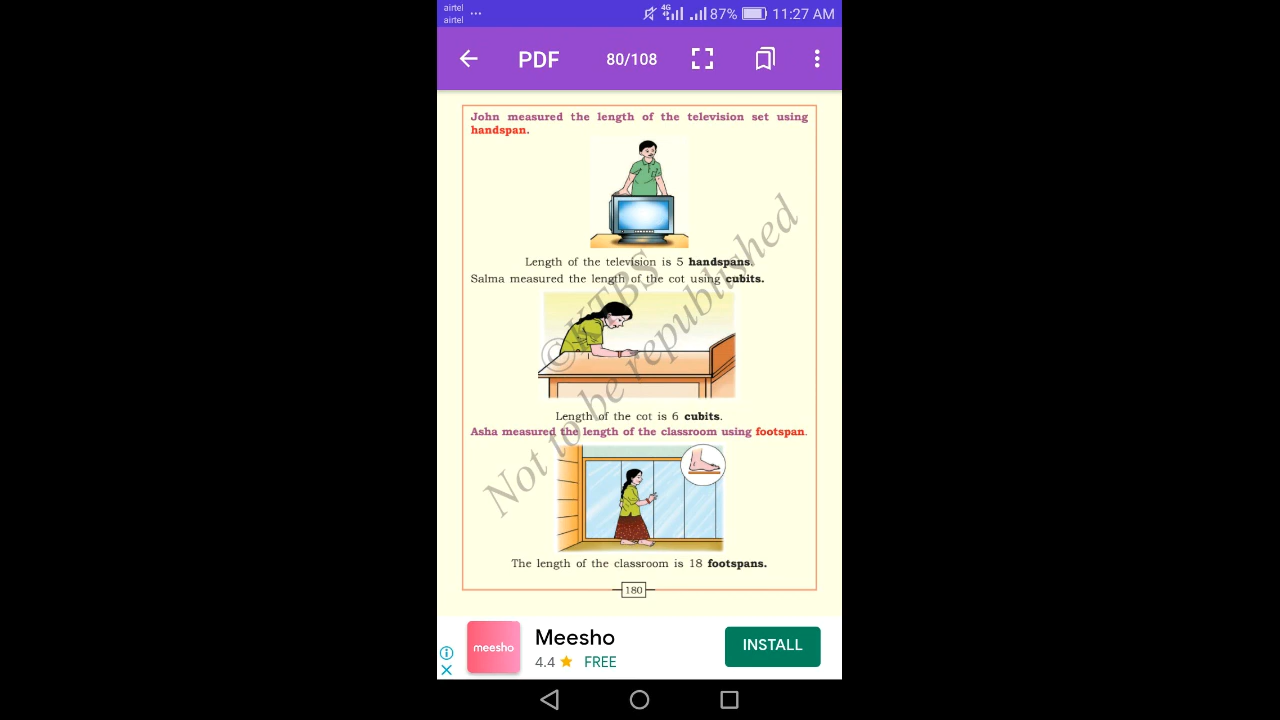 airtel
airtel
4G
87%
11:27 AM
PDF
80/108
John measured the length of the television set using
handspan.
Length of the television is 5 handspans.
Salma measured the length of the cot using cubits.
Length of the cot is 6 cubits.
Asha measured the length of the classroom using footspan.
The length of the classroom is 18 footspans.
©KTBS
Not to be republished
180
meesho
Meesho
4.4 ★ FREE
INSTALL